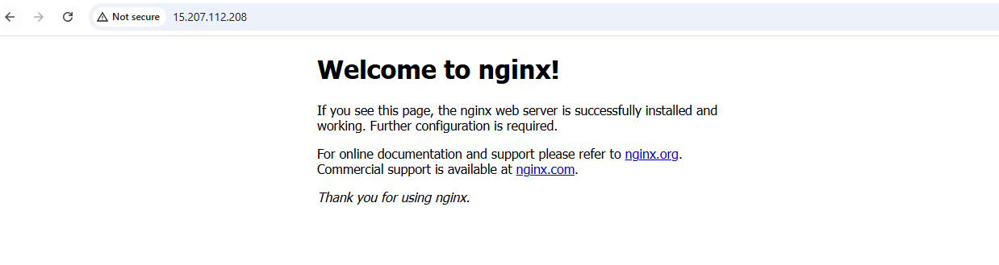 Not secure 15.207.112.208
Welcome to nginx!
If you see this page, the nginx web server is successfully installed and
working. Further configuration is required.
For online documentation and support please refer to nginx.org.
Commercial support is available at nginx.com.
Thank you for using nginx.